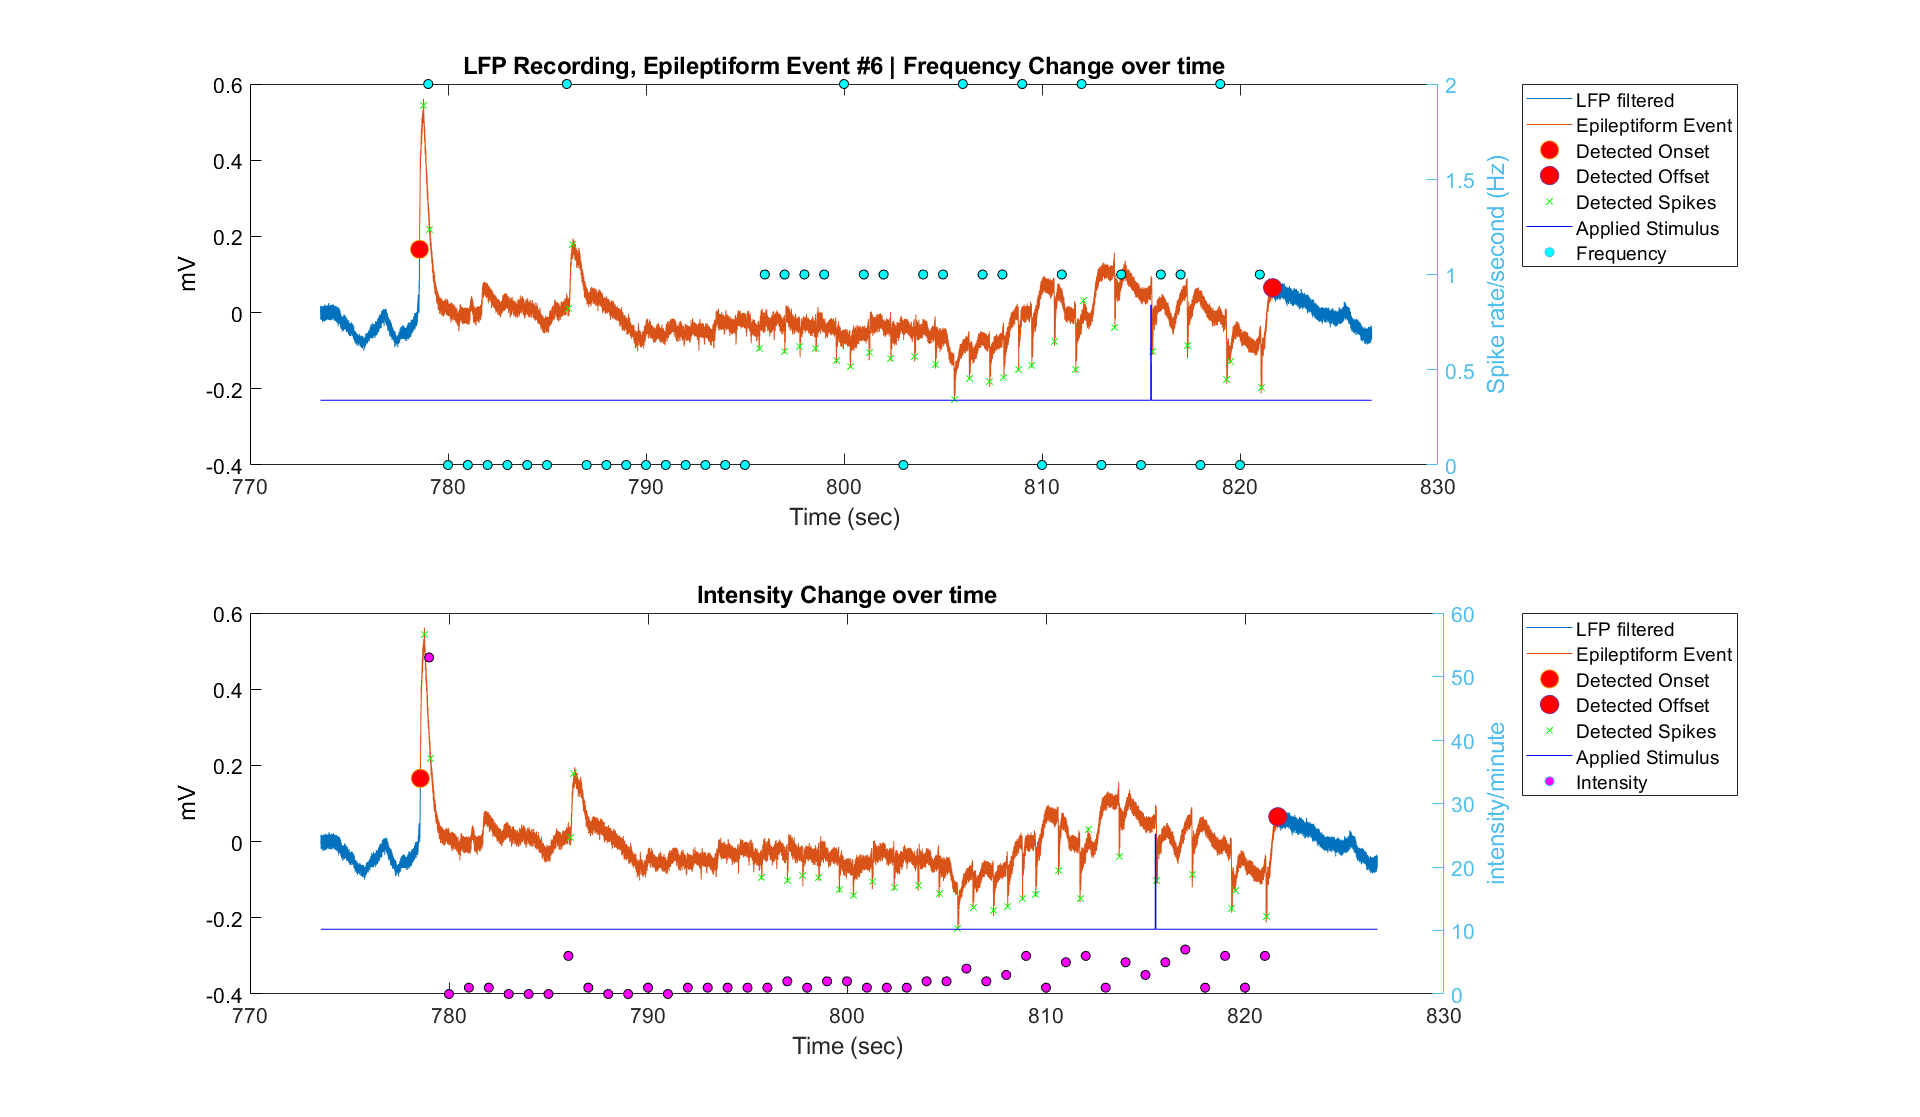 LFP Recording, Epileptiform Event #6 | Frequency Change over time
0.6
0.4
0.2
0
-0.2
-0.4
mV
770
780
790
800
810
820
830
Time (sec)
2
1.5
1
0.5
0
Spike rate/second (Hz)
LFP filtered
Epileptiform Event
Detected Onset
Detected Offset
Detected Spikes
Applied Stimulus
Frequency
Intensity Change over time
0.6
0.4
0.2
0
-0.2
-0.4
mV
770
780
790
800
810
820
830
Time (sec)
60
50
40
30
20
10
0
intensity/minute
LFP filtered
Epileptiform Event
Detected Onset
Detected Offset
Detected Spikes
Applied Stimulus
Intensity